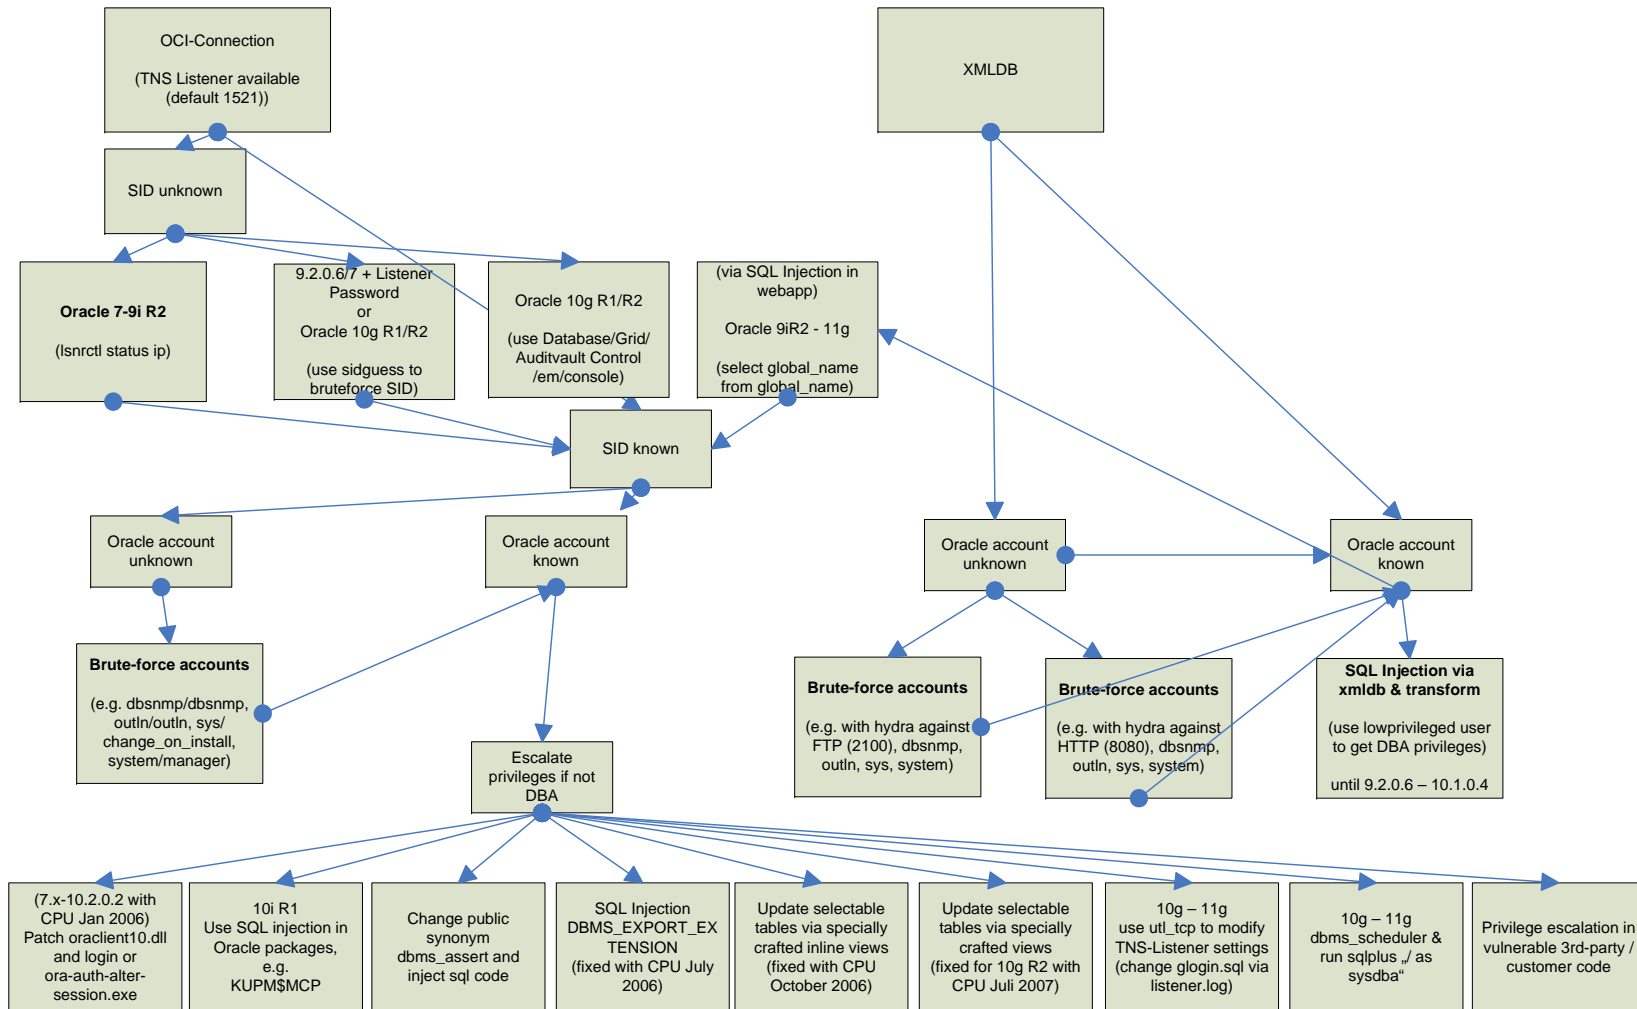 OCI-Connection
(TNS Listener available
(default 1521))
XMLDB
SID unknown
Oracle 7-9i R2
(lsnrctl status ip)
9.2.0.6/7 + Listener
Password
or
Oracle 10g R1/R2
(use sidguess to
bruteforce SID)
Oracle 10g R1/R2
(use Database/Grid/
Auditvault Control
/em/console)
(via SQL Injection in
webapp)
Oracle 9iR2 - 11g
(select global_name
from global_name)
SID known
Oracle account
unknown
Oracle account
known
Oracle account
unknown
Oracle account
known
Brute-force accounts
(e.g. dbsnmp/dbsnmp,
outln/outln, sys/
change_on_install,
system/manager)
Escalate
privileges if not
DBA
Brute-force accounts
(e.g. with hydra against
FTP (2100), dbsnmp,
outln, sys, system)
Brute-force accounts
(e.g. with hydra against
HTTP (8080), dbsnmp,
outln, sys, system)
SQL Injection via
xmldb & transform
(use lowprivileged user
to get DBA privileges)
until 9.2.0.6 – 10.1.0.4
(7.x-10.2.0.2 with
CPU Jan 2006)
Patch oraclient10.dll
and login or
ora-auth-alter-
session.exe
10i R1
Use SQL injection in
Oracle packages,
e.g.
KUPM$MCP
Change public
synonym
dbms_assert and
inject sql code
SQL Injection
DBMS_EXPORT_EX
TENSION
(fixed with CPU July
2006)
Update selectable
tables via specially
crafted inline views
(fixed with CPU
October 2006)
Update selectable
tables via specially
crafted views
(fixed for 10g R2 with
CPU Juli 2007)
10g – 11g
use utl_tcp to modify
TNS-Listener settings
(change glogin.sql via
listener.log)
10g – 11g
dbms_scheduler &
run sqlplus „/ as
sysdba“
Privilege escalation in
vulnerable 3rd-party /
customer code